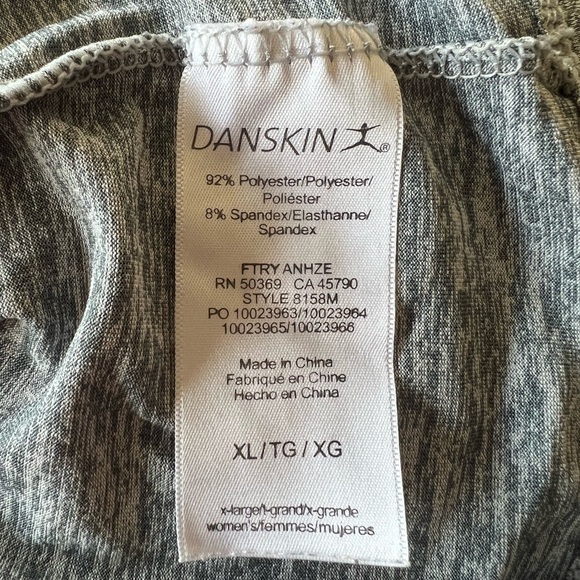 DANSKIN ®
92% Polyester/Polyester/
Poliéster
8% Spandex/Elasthanne/
Spandex
FTRY ANHZE
RN 50369 CA 45790
STYLE 8158M
PO 10023963/10023964
10023965/10023966
Made in China
Fabriqué en Chine
Hecho en China
XL/TG/XG
x-large/t-grand/x-grande
women's/femmes/mujeres